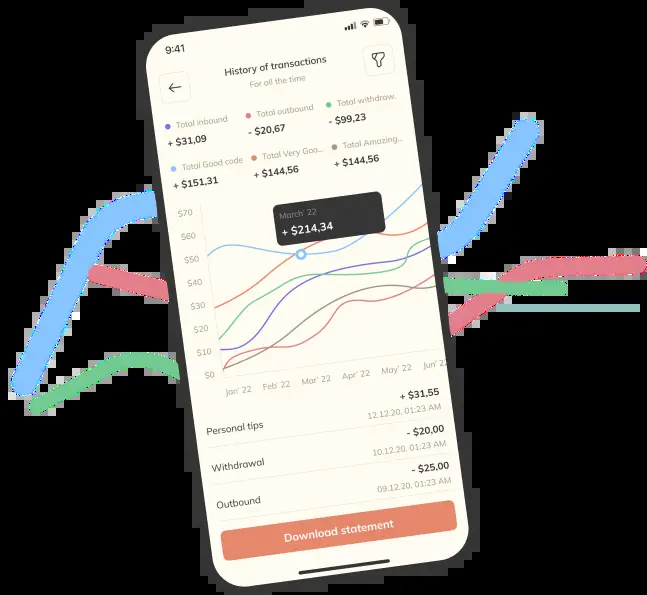 9:41
History of transactions
For all the time
Total inbound
+ $31,09
Total outbound
- $20,67
Total withdraw.
- $99,23
Total Good code
+ $151,31
Total Very Goo...
+ $144,56
Total Amazing...
+ $144,56
$70
$60
$50
$40
$30
$20
$10
$0
March' 22
+ $214,34
Jan' 22 Feb' 22 Mar' 22 Apr' 22 May' 22 Jun' 22
Personal tips
+ $31,55
12.12.20, 01:23 AM
Withdrawal
- $20,00
10.12.20, 01:23 AM
Outbound
- $25,00
09.12.20, 01:23 AM
Download statement